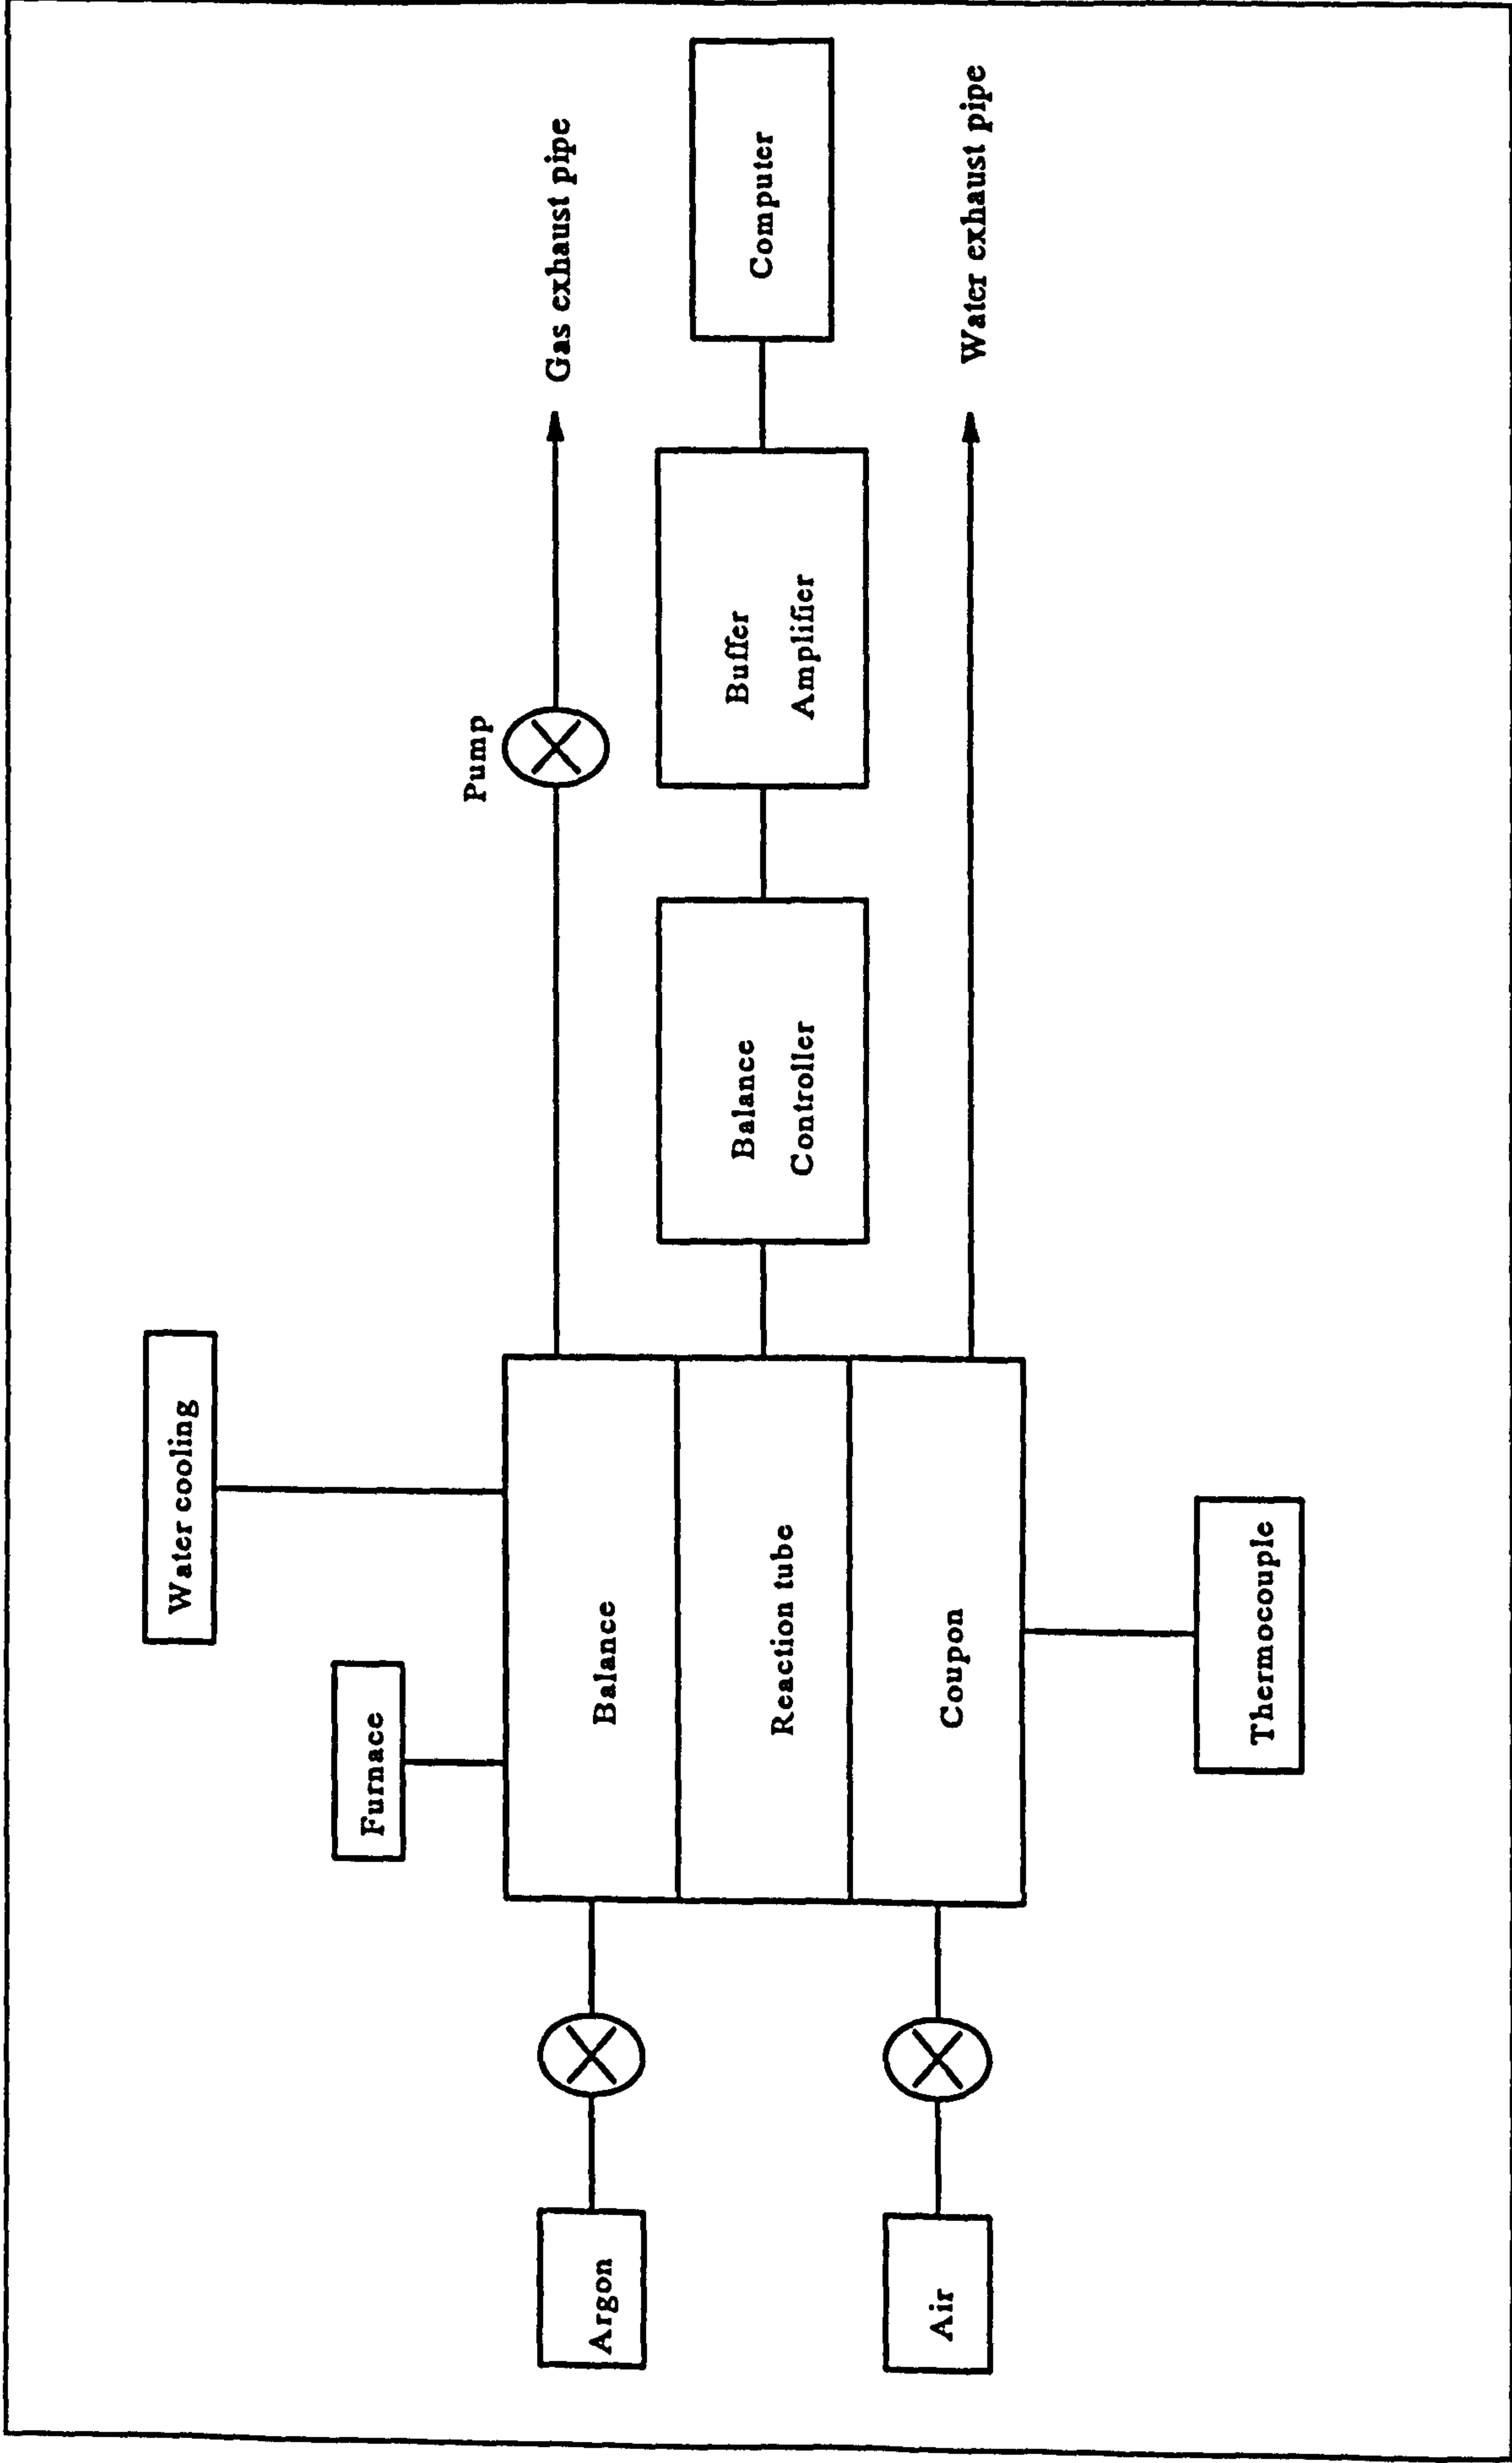 Water cooling
Furnace
Pump
Gas exhaust pipe
Argon
Balance
Reaction tube
Balance
Controller
Buffer
Amplifier
Computer
Air
Coupon
Water exhaust pipe
Thermocouple